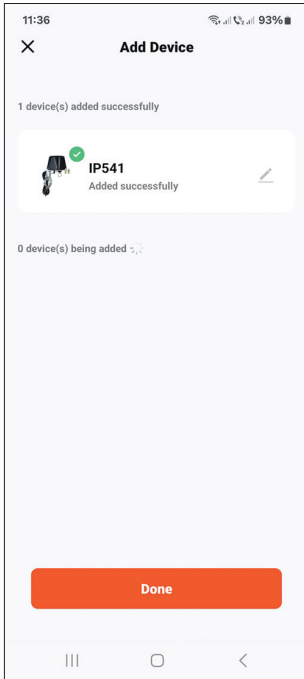 11:36
93%
Add Device
1 device(s) added successfully
IP541
Added successfully
0 device(s) being added
Done